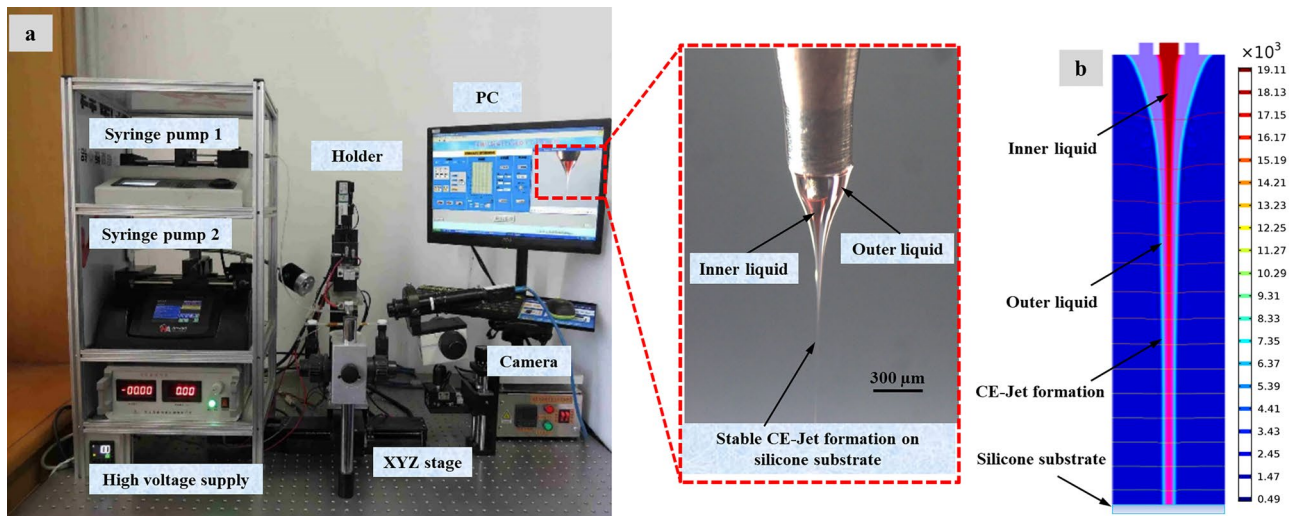 a
Syringe pump 1
Syringe pump 2
-00.00
0.00
High voltage supply
Holder
PC
Camera
XYZ stage
Inner liquid
Outer liquid
300 µm
Stable CE-Jet formation on
silicone substrate
b
×10³
19.11
18.13
17.15
16.17
15.19
14.21
13.23
12.25
11.27
10.29
9.31
8.33
7.35
6.37
5.39
4.41
3.43
2.45
1.47
0.49
Inner liquid
Outer liquid
CE-Jet formation
Silicone substrate